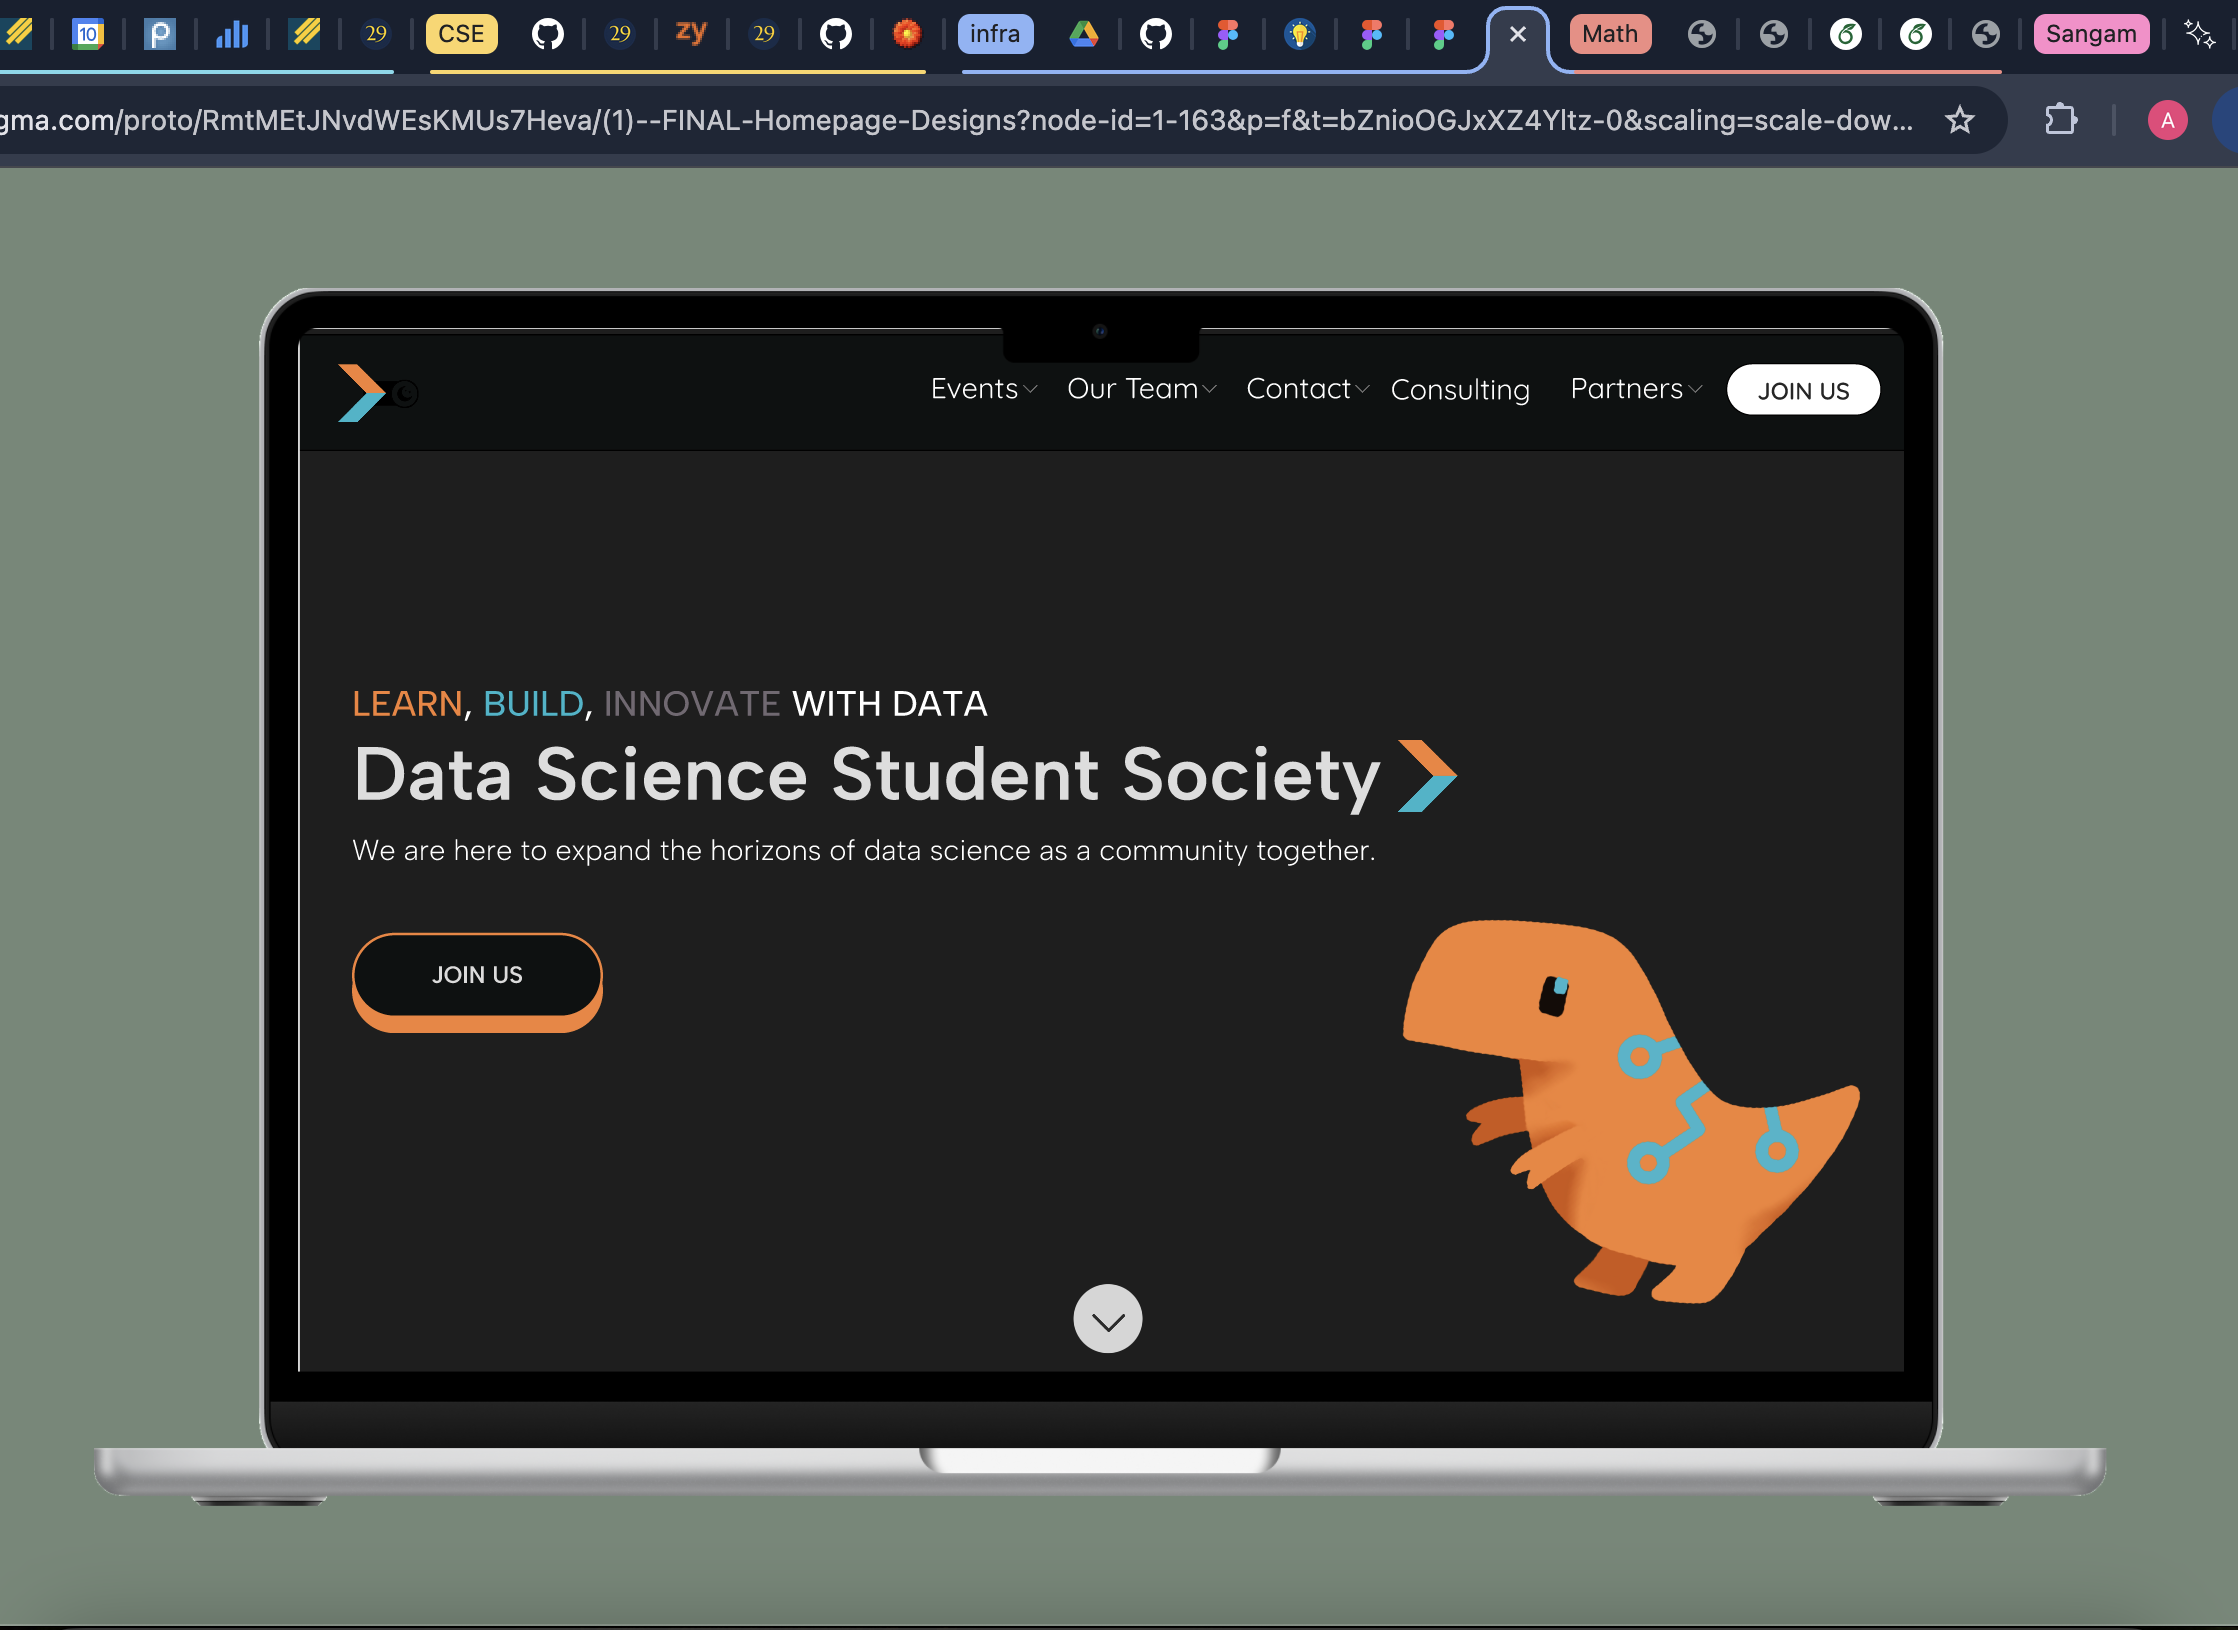 10
29
CSE
29
zy
29
infra
Math
Sangam
gma.com/proto/RmtMEtJNvdWEsKMUs7Heva/(1)--FINAL-Homepage-Designs?node-id=1-163&p=f&t=bZnioOGJxXZ4Yltz-0&scaling=scale-dow...
A
Events
Our Team
Contact
Consulting
Partners
JOIN US
LEARN, BUILD, INNOVATE WITH DATA
Data Science Student Society
We are here to expand the horizons of data science as a community together.
JOIN US